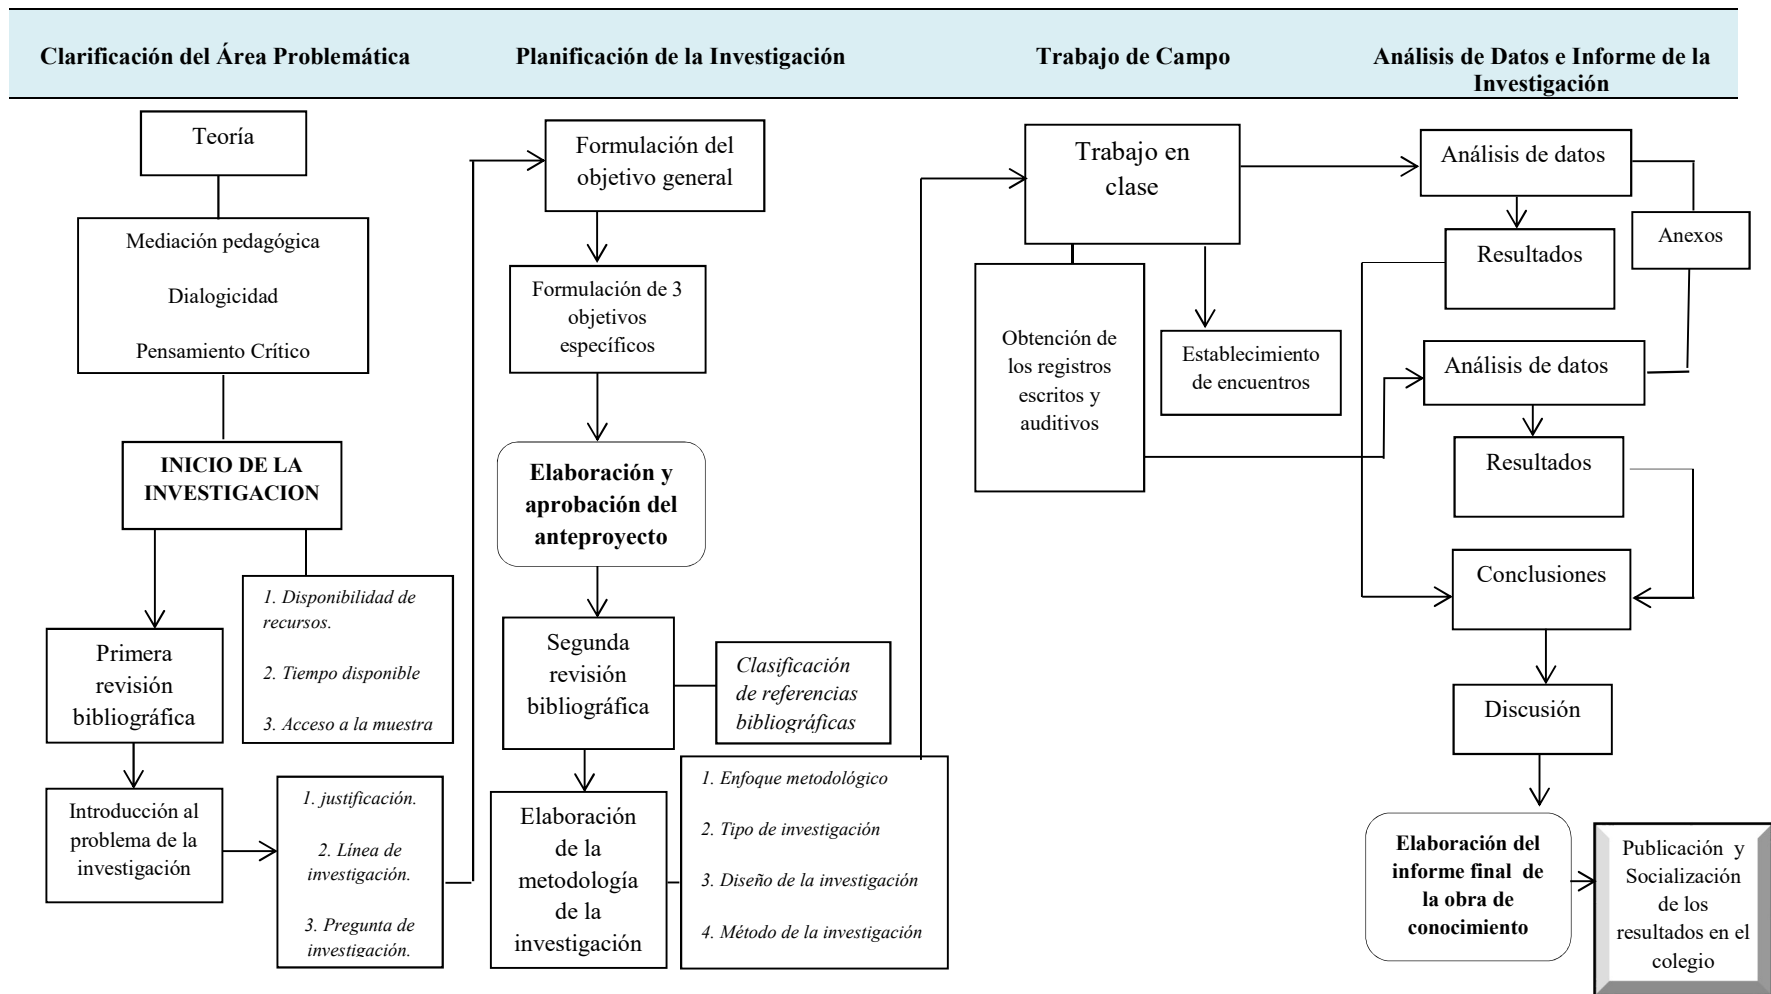 Clarificación del Área Problemática
Planificación de la Investigación
Trabajo de Campo
Análisis de Datos e Informe de la
Investigación
Teoría
Mediación pedagógica
Dialogicidad
Pensamiento Crítico
INICIO DE LA
INVESTIGACION
1. Disponibilidad de
recursos.
2. Tiempo disponible
3. Acceso a la muestra
Primera
revisión
bibliográfica
Introducción al
problema de la
investigación
1. justificación.
2. Línea de
investigación.
3. Pregunta de
investigación.
Formulación del
objetivo general
Formulación de 3
objetivos
específicos
Elaboración y
aprobación del
anteproyecto
Segunda
revisión
bibliográfica
Clasificación
de referencias
bibliográficas
Elaboración
de la
metodología
de la
investigación
1. Enfoque metodológico
2. Tipo de investigación
3. Diseño de la investigación
4. Método de la investigación
Trabajo en
clase
Obtención de
los registros
escritos y
auditivos
Establecimiento
de encuentros
Análisis de datos
Anexos
Resultados
Análisis de datos
Resultados
Conclusiones
Discusión
Elaboración del
informe final de
la obra de
conocimiento
Publicación y
Socialización
de los
resultados en el
colegio